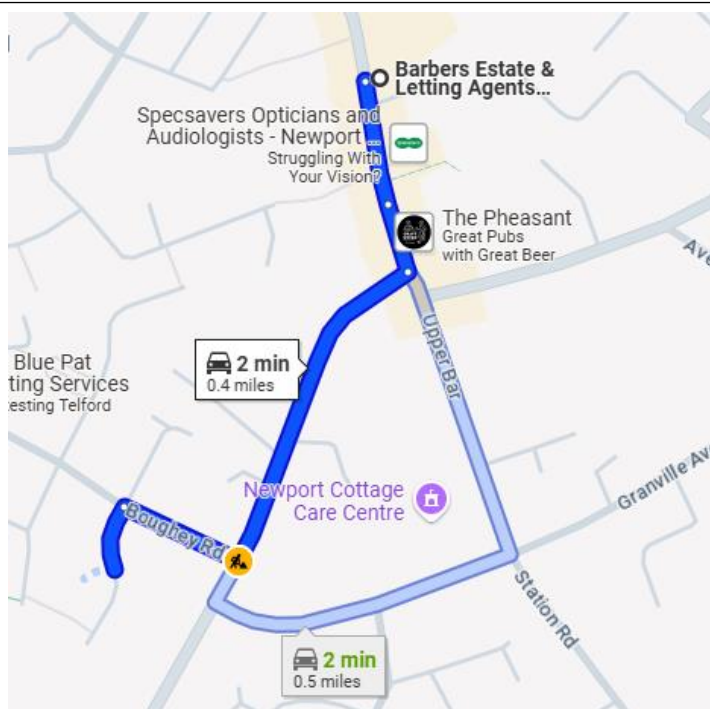 Barbers Estate &
Letting Agents...
Specsavers Opticians and
Audiologists - Newport ...
Struggling With
Your Vision?
The Pheasant
Great Pubs
with Great Beer
Ave
Upper Bar
2 min
0.4 miles
Blue Pat
ting Services
testing Telford
Newport Cottage
Care Centre
Granville Ave
Boughey Rd
Station Rd
2 min
0.5 miles